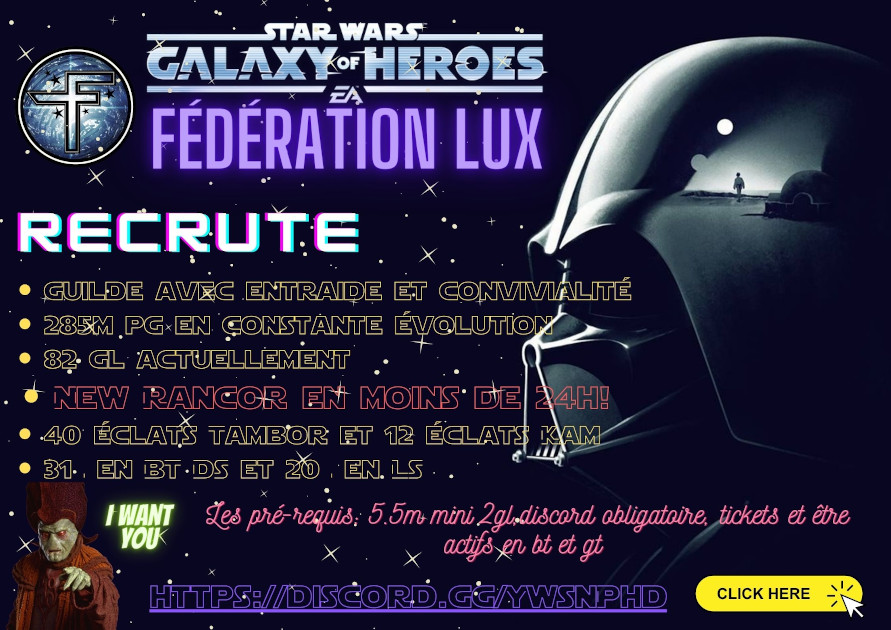 STAR WARS
GALAXY OF HEROES
EA
FÉDÉRATION LUX
RECRUTE
GUILDE AVEC ENTRAIDE ET CONVIVIALITÉ
285M PG EN CONSTANTE ÉVOLUTION
82 GL ACTUELLEMENT
NEW RANCOR EN MOINS DE 24H!
40 ÉCLATS TAMBOR ET 12 ÉCLATS KAM
31 EN BT DS ET 20 EN LS
I WANT
YOU
Les pré-requis, 5.5m mini,2gl,discord obligatoire, tickets et être
actifs en bt et gt
HTTPS://DISCORD.GG/YWSNPHD
CLICK HERE